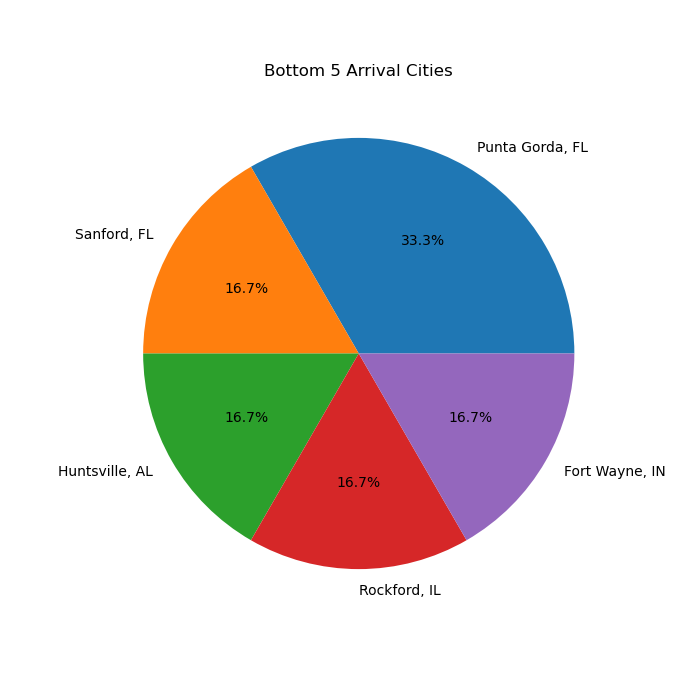 Bottom 5 Arrival Cities
Punta Gorda, FL
33.3%
Sanford, FL
16.7%
Huntsville, AL
16.7%
Rockford, IL
16.7%
Fort Wayne, IN
16.7%